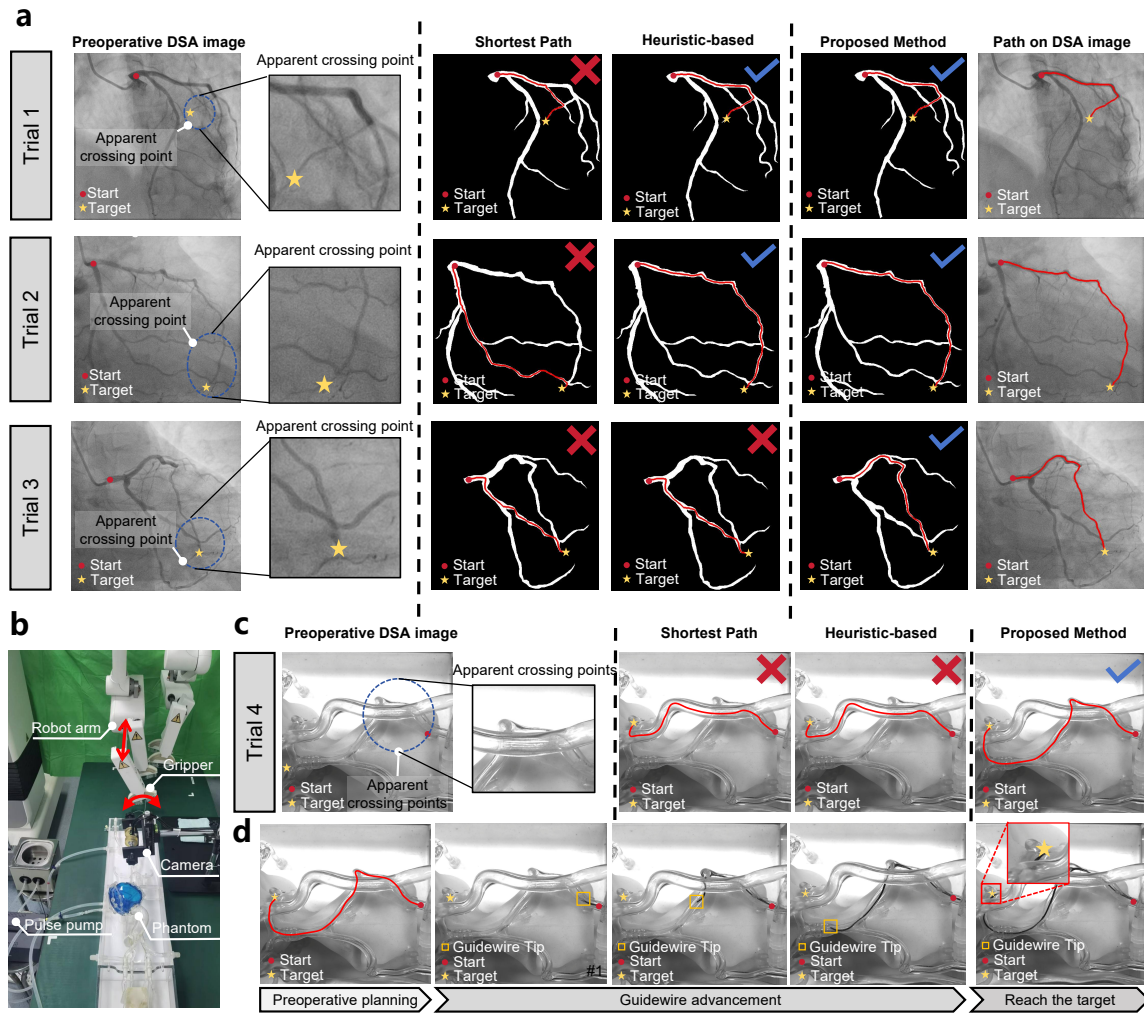 a
Preoperative DSA image
Apparent crossing point
Shortest Path
Heuristic-based
Proposed Method
Path on DSA image
Trial 1
Apparent
crossing point
Start
Target
Start
Target
Start
Target
Start
Target
Start
Target
Trial 2
Apparent crossing point
Apparent
crossing point
Start
Target
Start
Target
Start
Target
Start
Target
Start
Target
Trial 3
Apparent crossing point
Apparent
crossing point
Start
Target
Start
Target
Start
Target
Start
Target
Start
Target
b
Robot arm
Gripper
Camera
Pulse pump
Phantom
c
Preoperative DSA image
Shortest Path
Heuristic-based
Proposed Method
Trial 4
Apparent crossing points
Apparent
crossing points
Start
Target
Start
Target
Start
Target
Start
Target
d
Start
Target
Guidewire Tip
Start
Target
#1
Guidewire Tip
Start
Target
Guidewire Tip
Start
Target
Guidewire Tip
Start
Target
Preoperative planning
Guidewire advancement
Reach the target